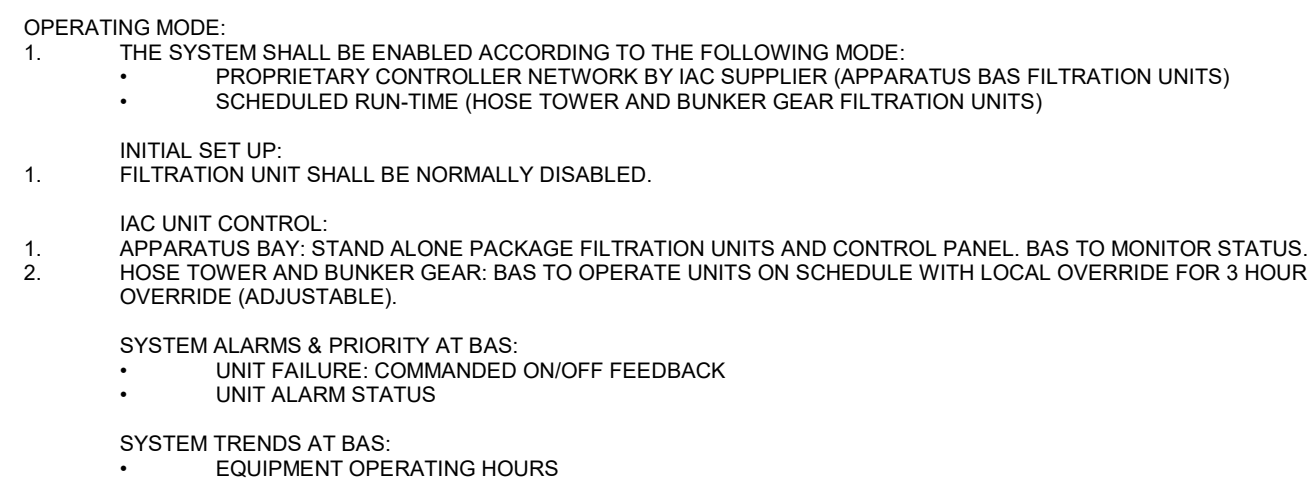 OPERATING MODE:
1. THE SYSTEM SHALL BE ENABLED ACCORDING TO THE FOLLOWING MODE:
• PROPRIETARY CONTROLLER NETWORK BY IAC SUPPLIER (APPARATUS BAS FILTRATION UNITS)
• SCHEDULED RUN-TIME (HOSE TOWER AND BUNKER GEAR FILTRATION UNITS)
INITIAL SET UP:
1. FILTRATION UNIT SHALL BE NORMALLY DISABLED.
IAC UNIT CONTROL:
1. APPARATUS BAY: STAND ALONE PACKAGE FILTRATION UNITS AND CONTROL PANEL. BAS TO MONITOR STATUS.
2. HOSE TOWER AND BUNKER GEAR: BAS TO OPERATE UNITS ON SCHEDULE WITH LOCAL OVERRIDE FOR 3 HOUR
OVERRIDE (ADJUSTABLE).
SYSTEM ALARMS & PRIORITY AT BAS:
• UNIT FAILURE: COMMANDED ON/OFF FEEDBACK
• UNIT ALARM STATUS
SYSTEM TRENDS AT BAS:
• EQUIPMENT OPERATING HOURS